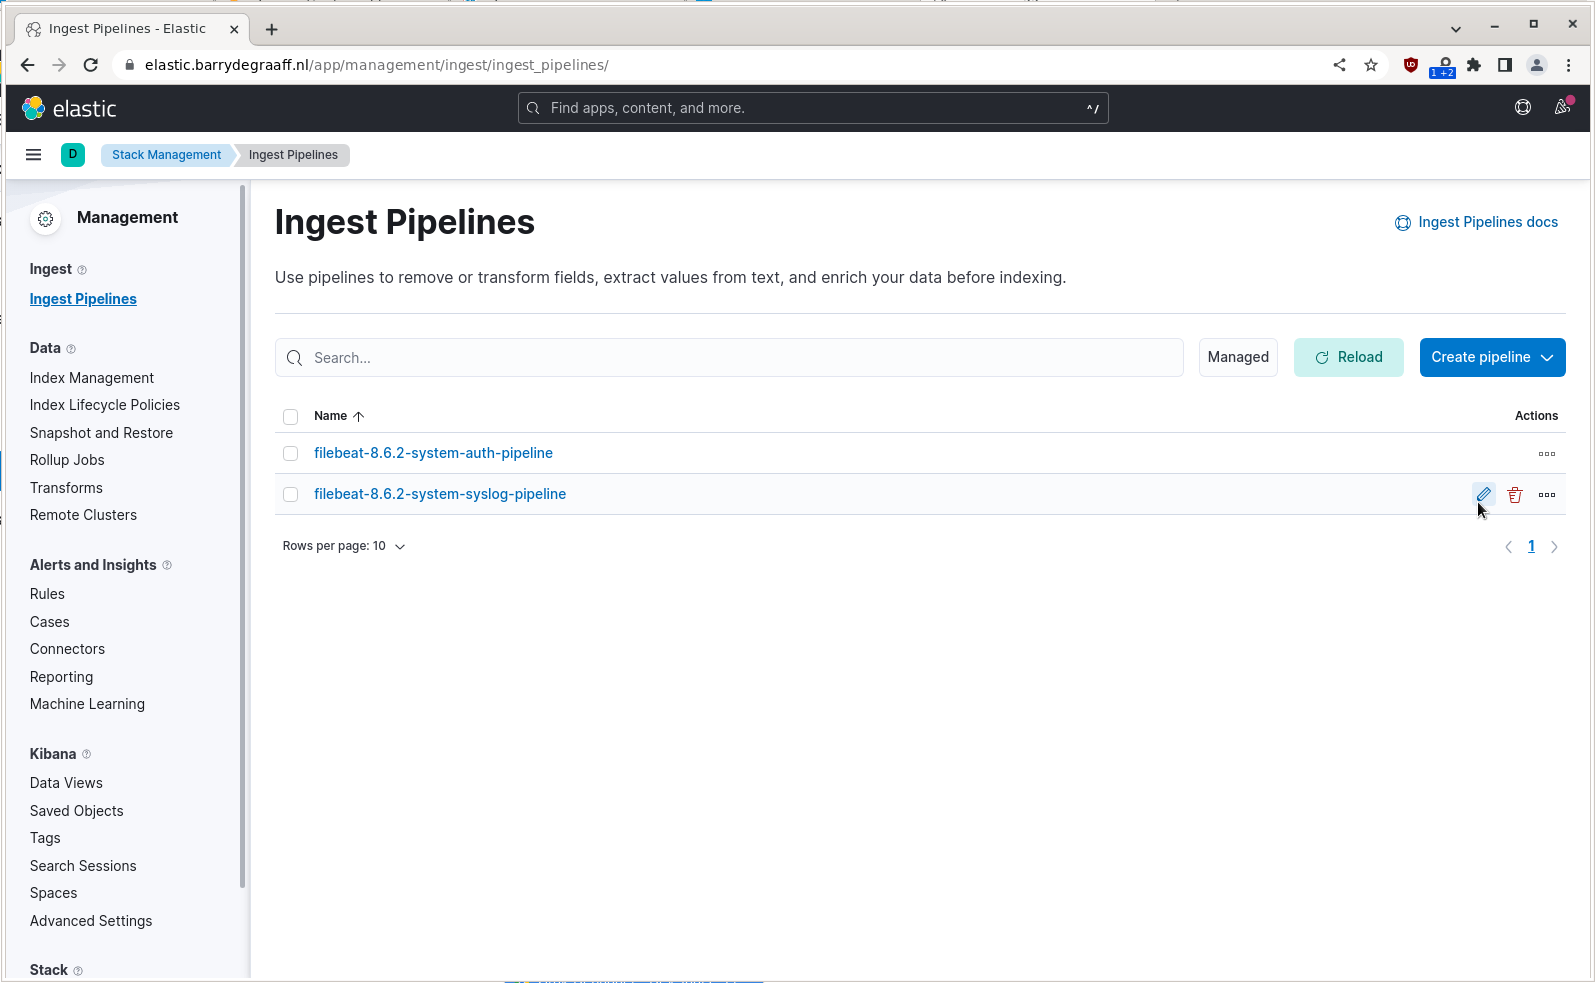 Ingest Pipelines - Elastic
elastic.barrydegraaff.nl/app/management/ingest/ingest_pipelines/
1 +2
elastic
Find apps, content, and more.
^/
D
Stack Management
Ingest Pipelines
Management
Ingest
Ingest Pipelines
Data
Index Management
Index Lifecycle Policies
Snapshot and Restore
Rollup Jobs
Transforms
Remote Clusters
Alerts and Insights
Rules
Cases
Connectors
Reporting
Machine Learning
Kibana
Data Views
Saved Objects
Tags
Search Sessions
Spaces
Advanced Settings
Stack
Ingest Pipelines
Ingest Pipelines docs
Use pipelines to remove or transform fields, extract values from text, and enrich your data before indexing.
Search...
Managed
Reload
Create pipeline
Name
Actions
filebeat-8.6.2-system-auth-pipeline
filebeat-8.6.2-system-syslog-pipeline
Rows per page: 10
1